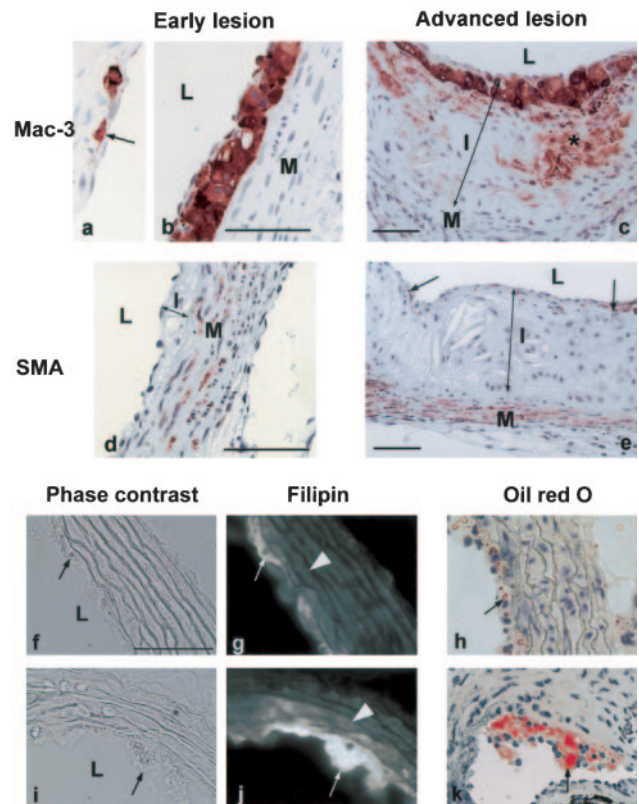 Early lesion Advanced lesion
Mac-3
L L
M I * M
a b c
SMA
L I M L I M
d e
Phase contrast Filipin Oil red O
L
f g h
L
i j k